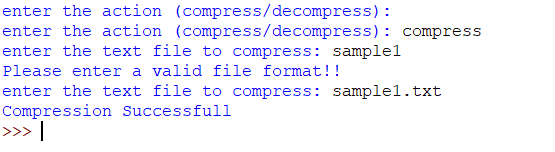 enter the action (compress/decompress):
enter the action (compress/decompress): compress
enter the text file to compress: sample1
Please enter a valid file format!!
enter the text file to compress: sample1.txt
Compression Successfull
>>>